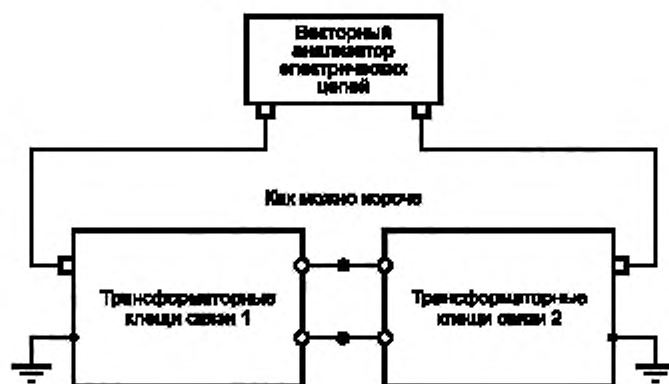 Векторный
анализатор
электрических
цепей
Как можно короче
Трансформаторные
клещи связи 1
Трансформаторные
клещи связи 2